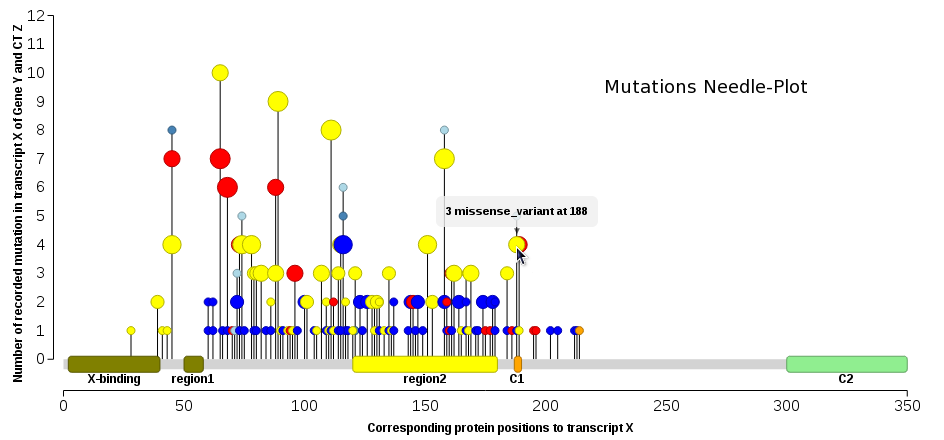 Mutations Needle-Plot
Number of recorded mutation in transcript X of Gene Y and CT Z
12
11
10
9
8
7
6
5
4
3
2
1
0
3 missense_variant at 188
X-binding region1 region2 C1 C2
0 50 100 150 200 250 300 350
Corresponding protein positions to transcript X